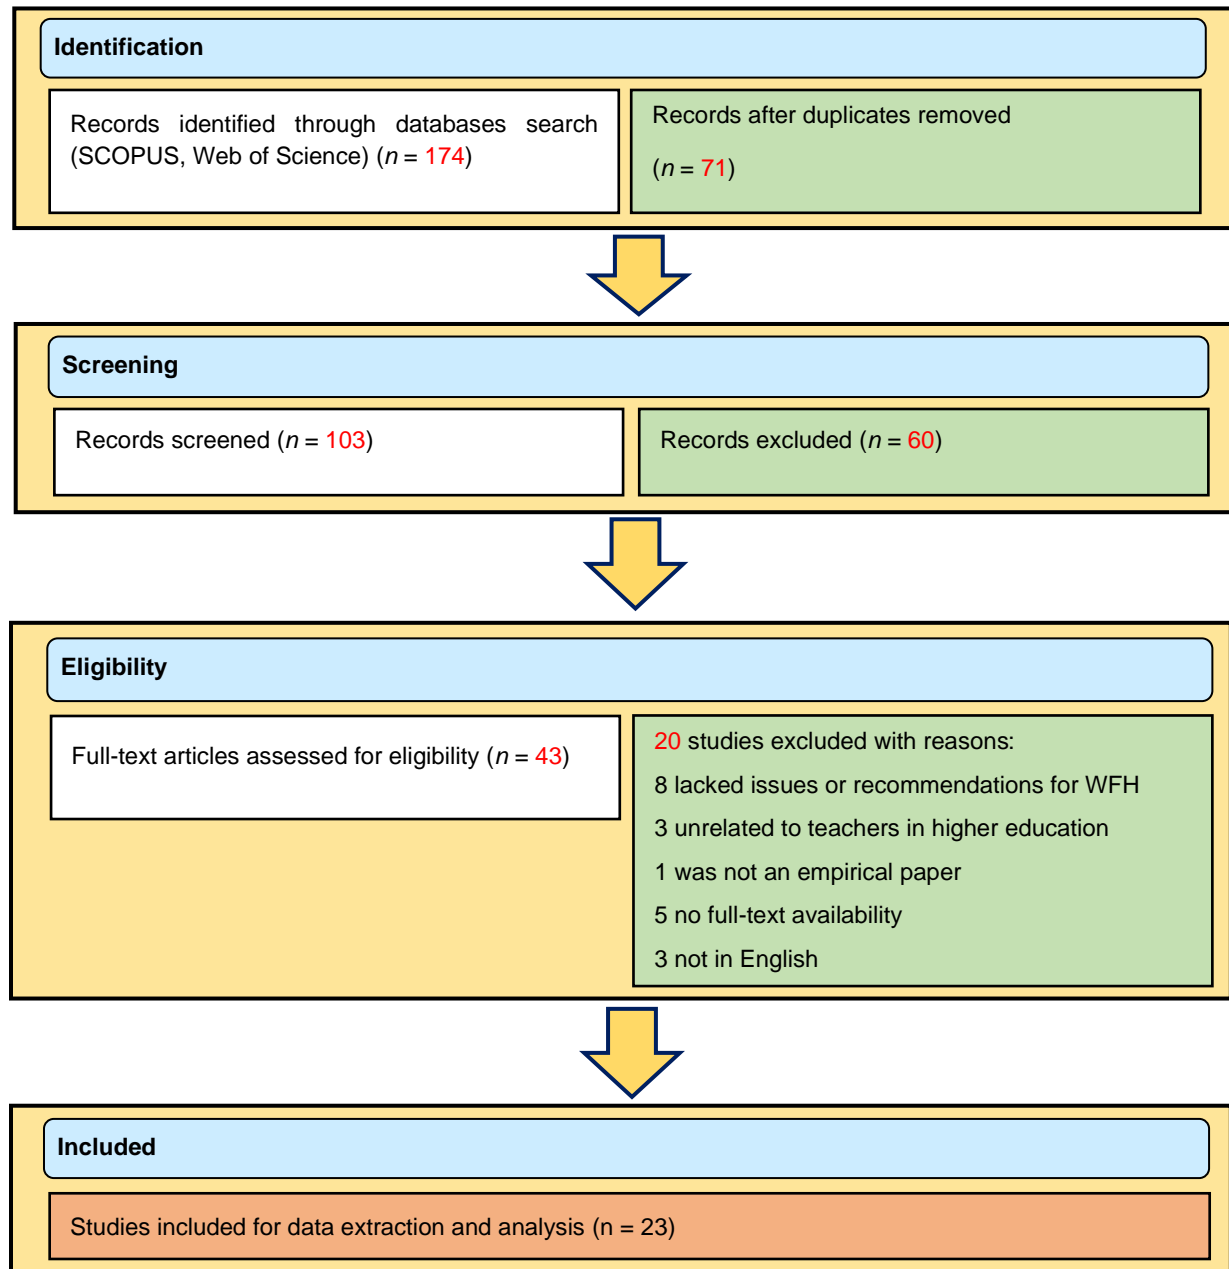 Identification
Records identified through databases search
(SCOPUS, Web of Science) (n = 174)
Records after duplicates removed
(n = 71)
Screening
Records screened (n = 103)
Records excluded (n = 60)
Eligibility
Full-text articles assessed for eligibility (n = 43)
20 studies excluded with reasons:
8 lacked issues or recommendations for WFH
3 unrelated to teachers in higher education
1 was not an empirical paper
5 no full-text availability
3 not in English
Included
Studies included for data extraction and analysis (n = 23)